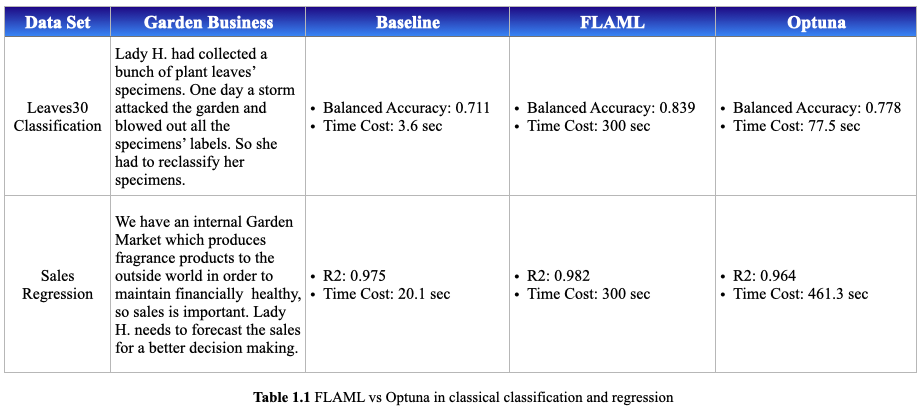 Data Set
Garden Business
Baseline
FLAML
Optuna
Leaves30
Classification
Lady H. had collected a
bunch of plant leaves’
specimens. One day a storm
attacked the garden and
blowed out all the
specimens’ labels. So she
had to reclassify her
specimens.
• Balanced Accuracy: 0.711
• Time Cost: 3.6 sec
• Balanced Accuracy: 0.839
• Time Cost: 300 sec
• Balanced Accuracy: 0.778
• Time Cost: 77.5 sec
Sales
Regression
We have an internal Garden
Market which produces
fragrance products to the
outside world in order to
maintain financially healthy,
so sales is important. Lady
H. needs to forecast the sales
for a better decision making.
• R2: 0.975
• Time Cost: 20.1 sec
• R2: 0.982
• Time Cost: 300 sec
• R2: 0.964
• Time Cost: 461.3 sec
Table 1.1 FLAML vs Optuna in classical classification and regression